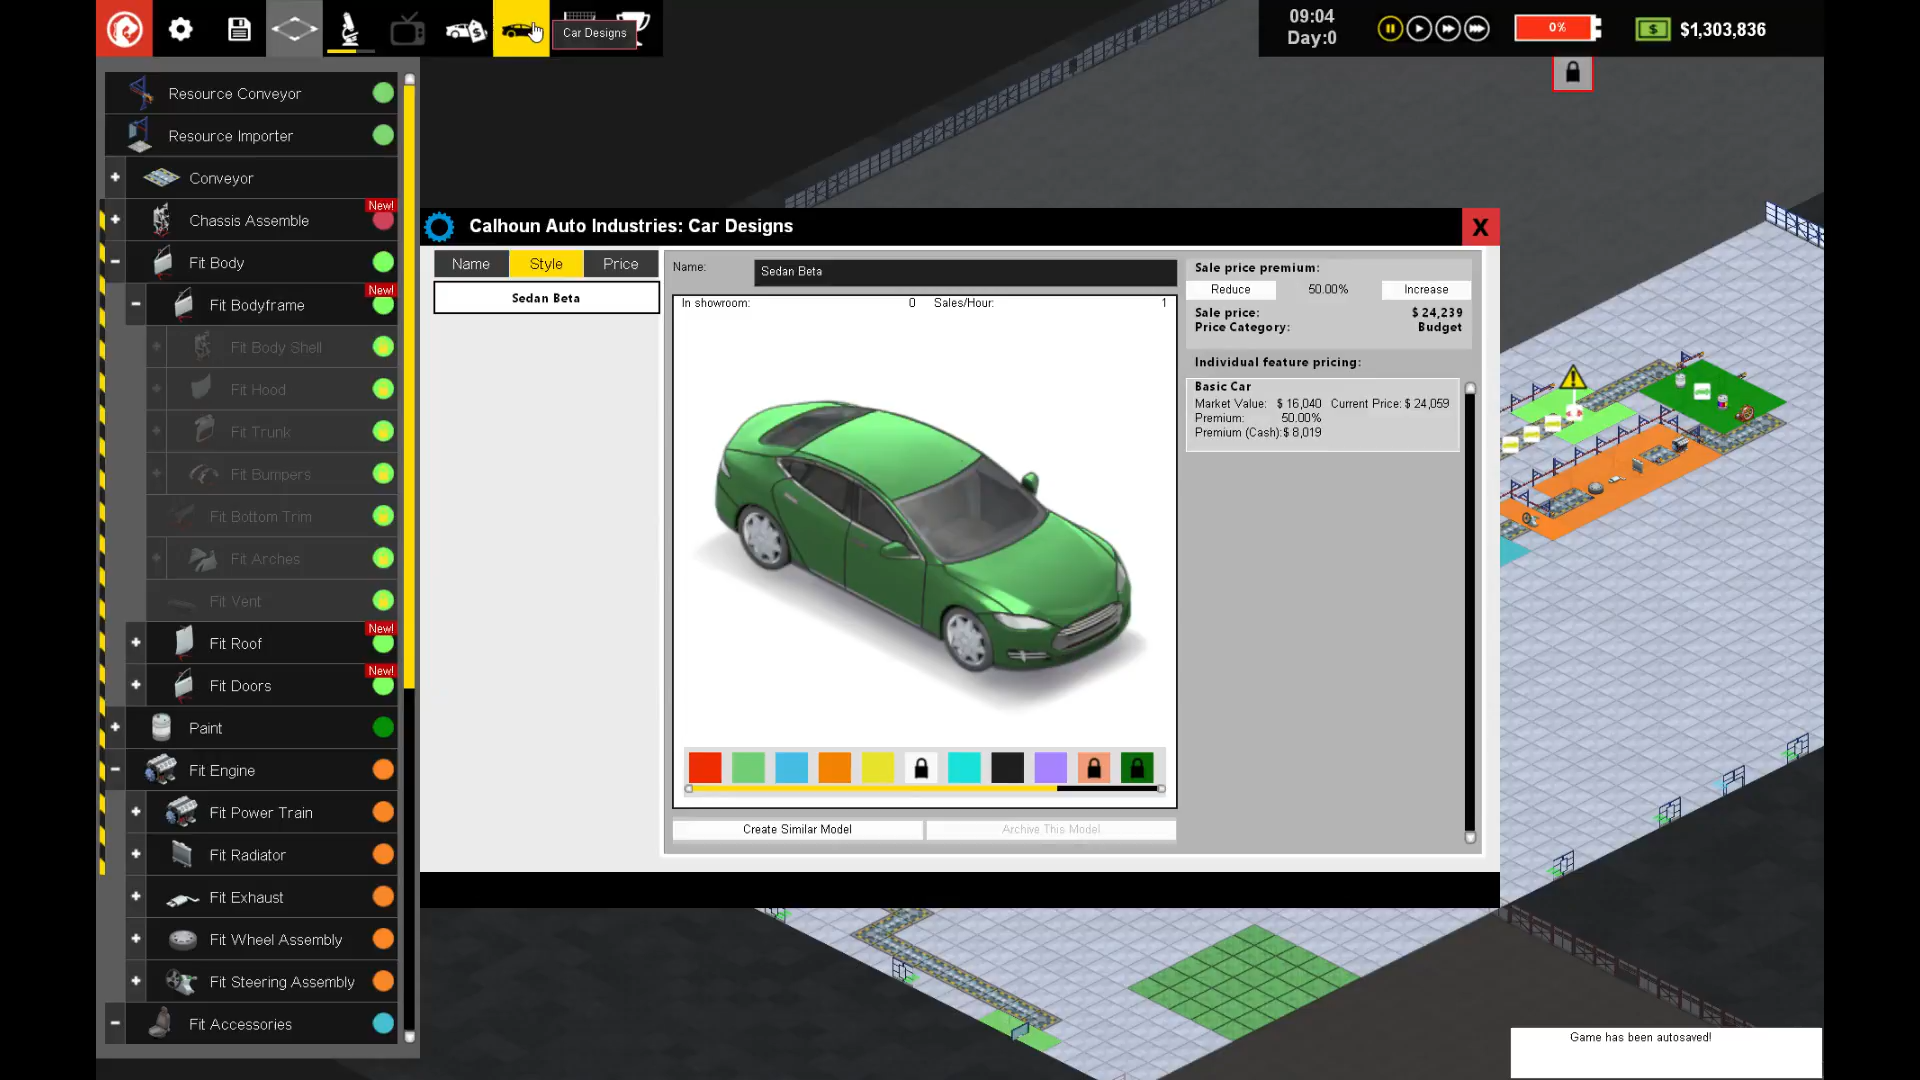 Car Designs
09:04
Day:0
0%
$1,303,836
Resource Conveyor
Resource Importer
Conveyor
New!
Chassis Assemble
Fit Body
New!
Fit Bodyframe
Fit Body Shell
Fit Hood
Fit Trunk
Fit Bumpers
Fit Bottom Trim
Fit Arches
Fit Vent
New!
Fit Roof
New!
Fit Doors
Paint
Fit Engine
Fit Power Train
Fit Radiator
Fit Exhaust
Fit Wheel Assembly
Fit Steering Assembly
Fit Accessories
Calhoun Auto Industries: Car Designs
X
Name Style Price
Sedan Beta
Name: Sedan Beta
In showroom: 0 Sales/Hour: 1
Create Similar Model Archive This Model
Sale price premium:
Reduce 50.00% Increase
Sale price: $ 24,239
Price Category: Budget
Individual feature pricing:
Basic Car
Market Value: $ 16,040 Current Price: $ 24,059
Premium: 50.00%
Premium (Cash):$ 8,019
Game has been autosaved!